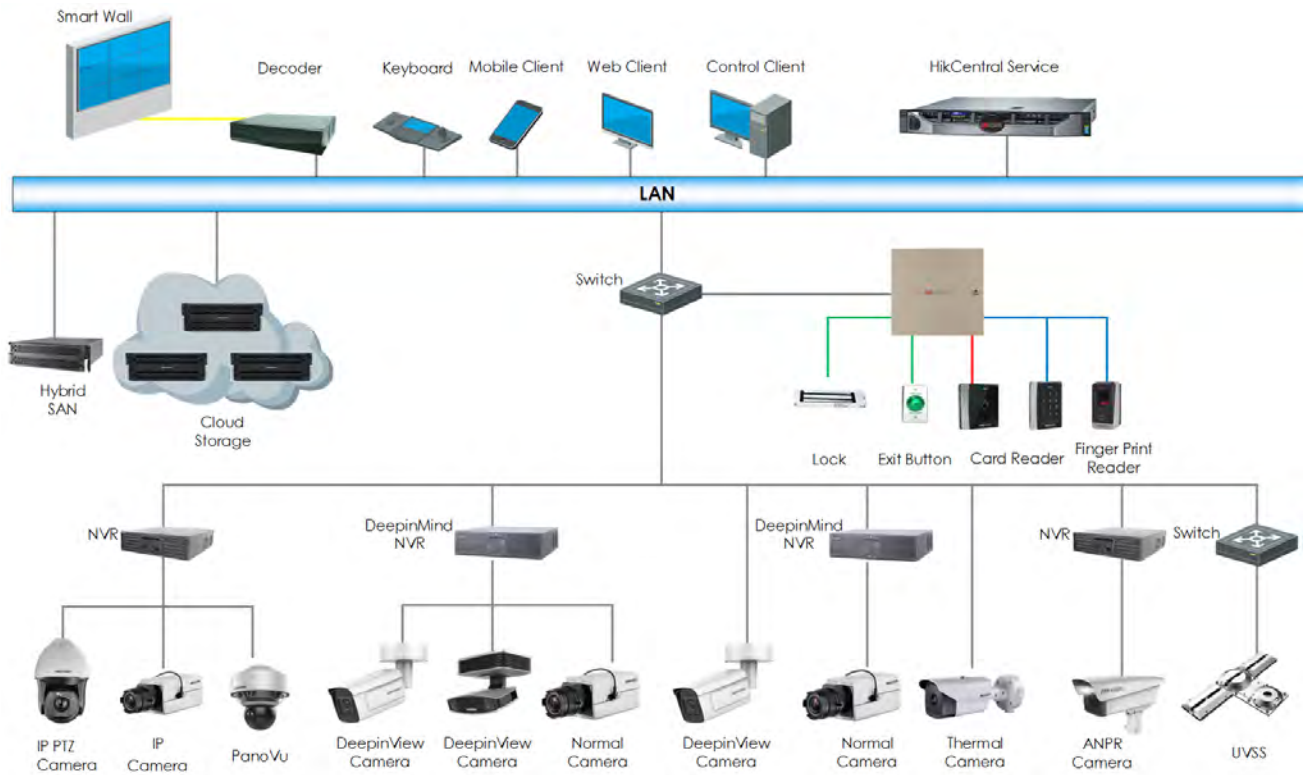 Smart Wall
Decoder
Keyboard
Mobile Client
Web Client
Control Client
HikCentral Service
LAN
Switch
Hybrid
SAN
Cloud
Storage
Lock
Exit Button
Card Reader
Finger Print
Reader
NVR
DeepinMind
NVR
DeepinMind
NVR
NVR
Switch
IP PTZ
Camera
IP
Camera
PanoVu
DeepinView
Camera
DeepinView
Camera
Normal
Camera
DeepinView
Camera
Normal
Camera
Thermal
Camera
ANPR
Camera
UVSS